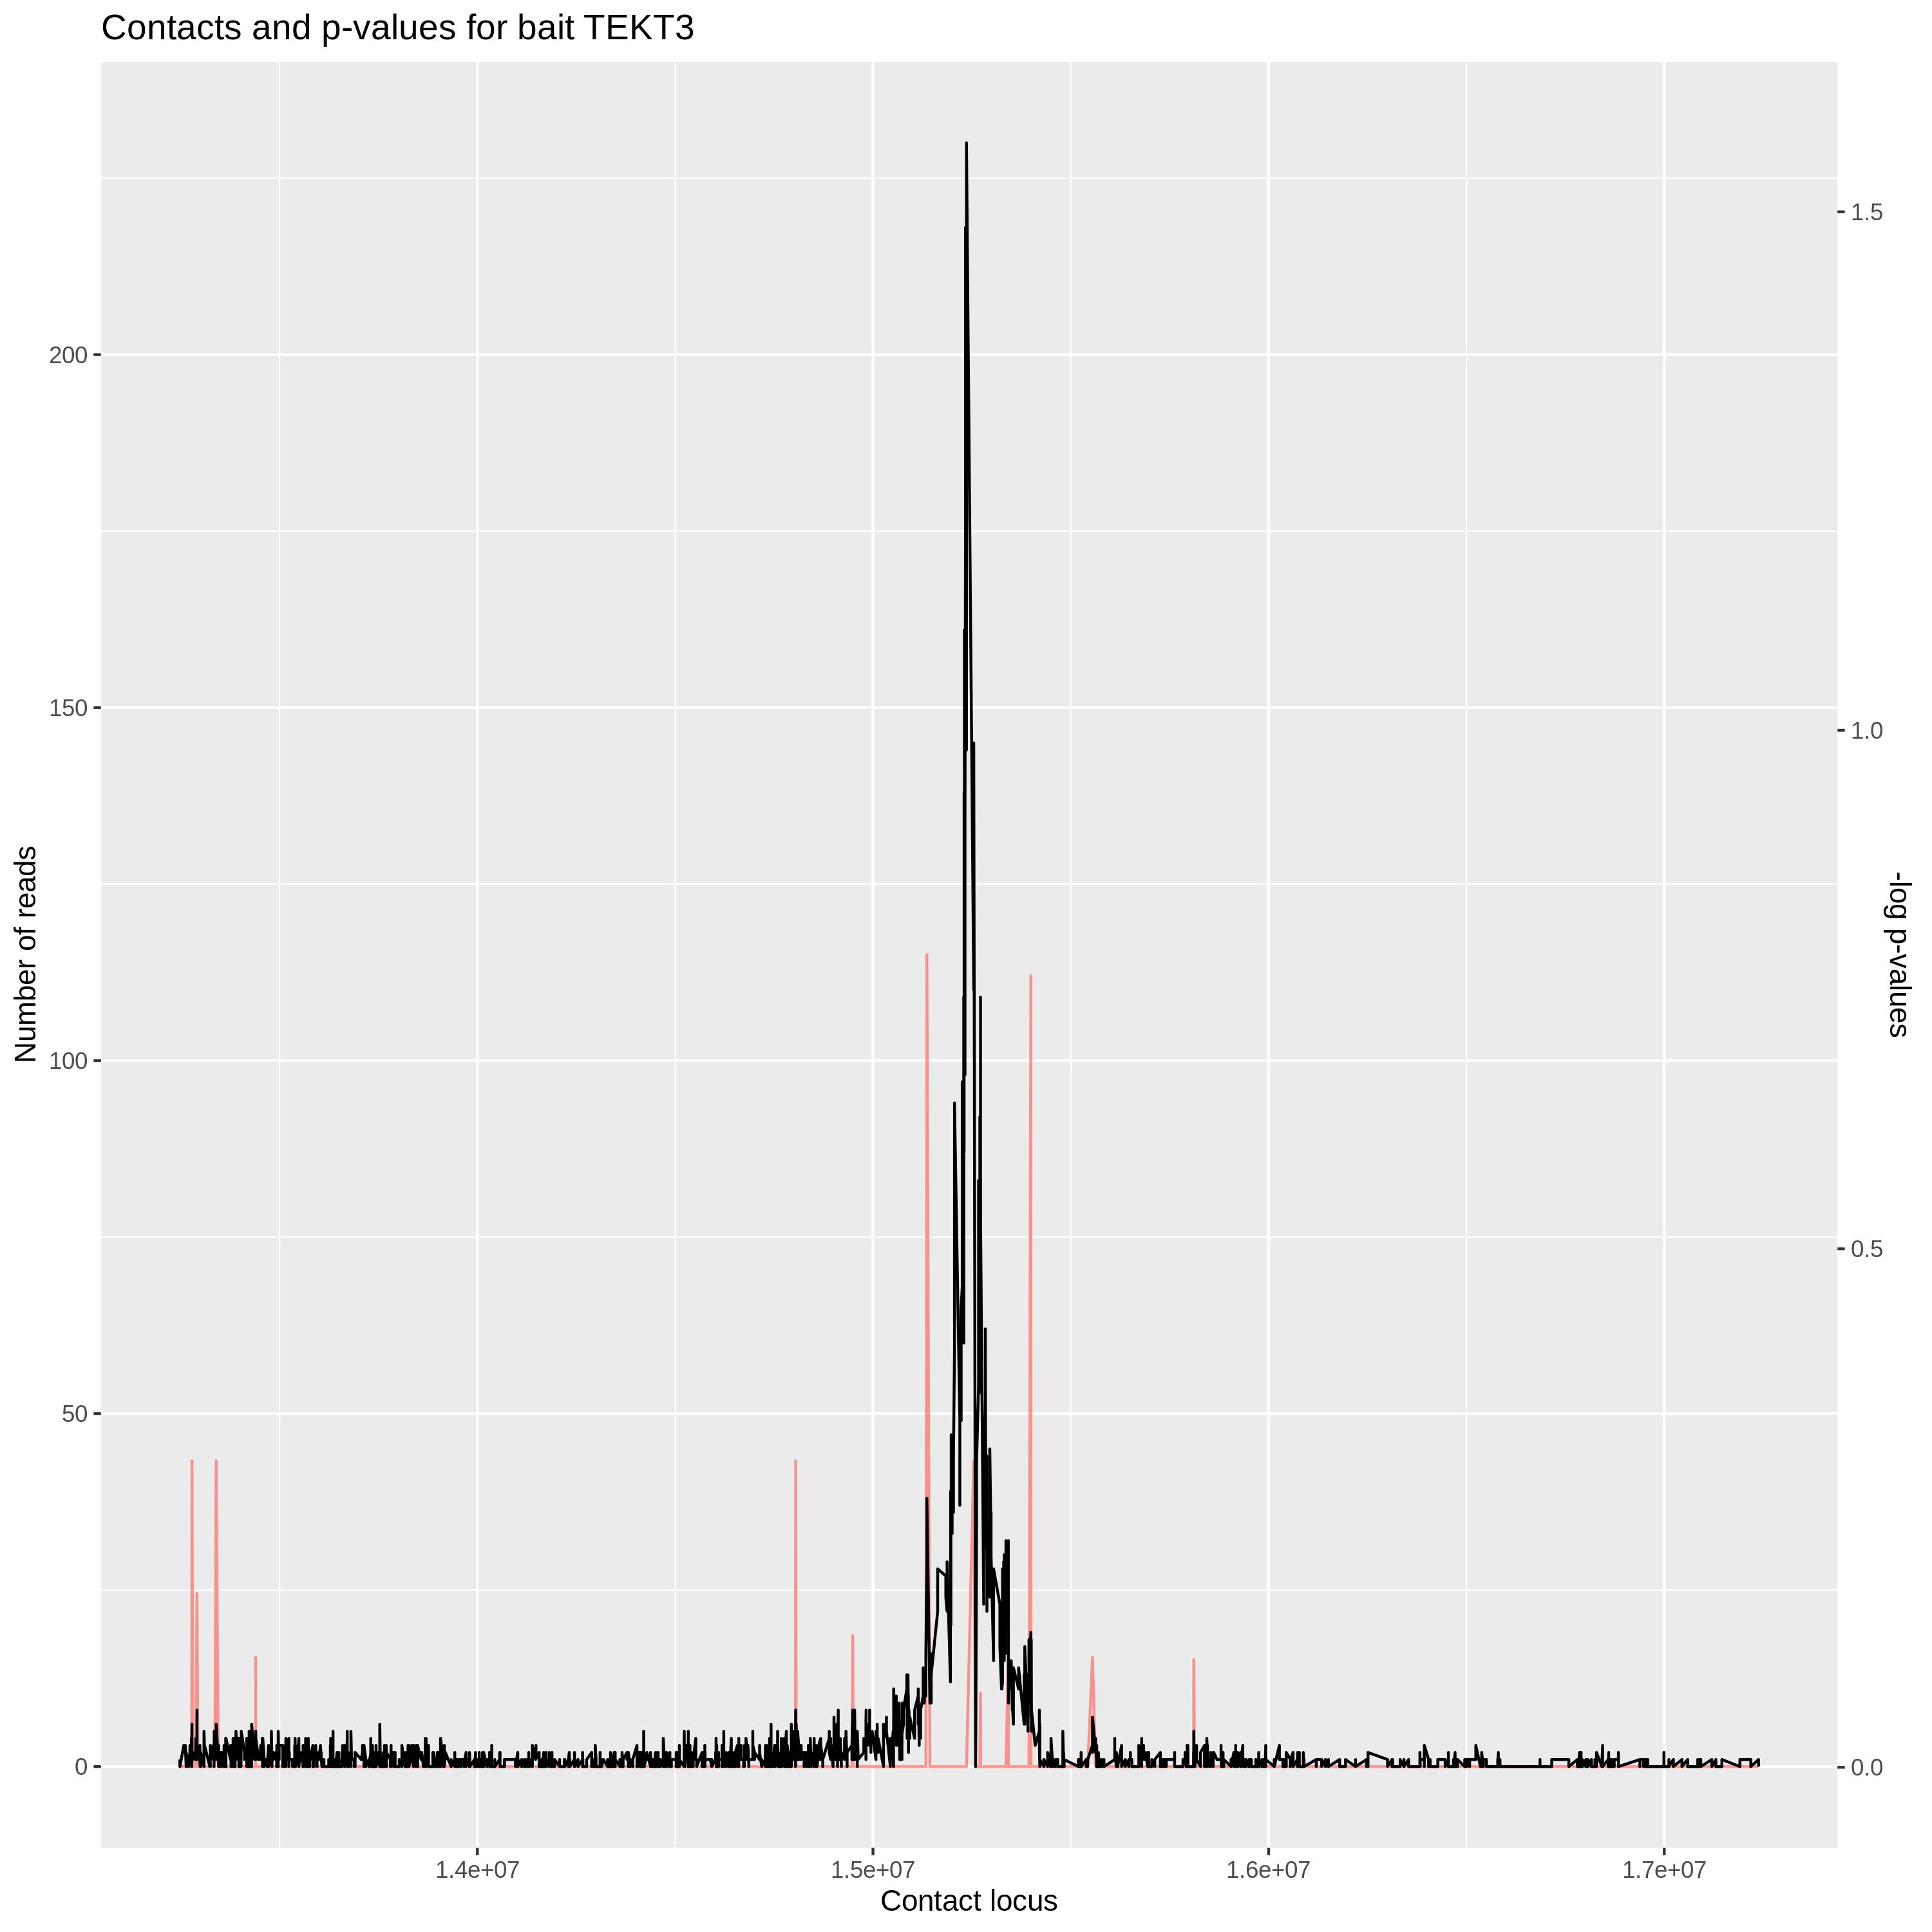 Contacts and p-values for bait TEKT3
Number of reads
200
150
100
50
0
1.5
1.0
0.5
0.0
-log p-values
1.4e+07
1.5e+07
1.6e+07
1.7e+07
Contact locus